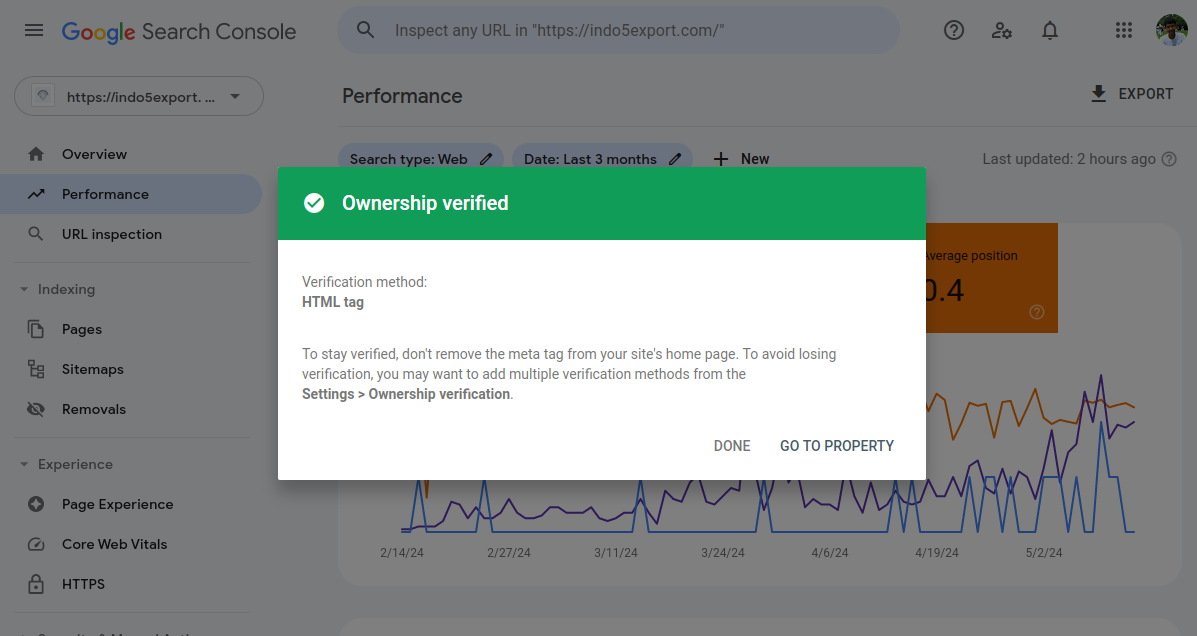 Google Search Console
Inspect any URL in "https://indo5export.com/"
https://indo5export. ...
Performance
EXPORT
Overview
Performance
URL inspection
Indexing
Pages
Sitemaps
Removals
Experience
Page Experience
Core Web Vitals
HTTPS
Search type: Web
Date: Last 3 months
New
Last updated: 2 hours ago
Average position
0.4
Ownership verified
Verification method:
HTML tag
To stay verified, don't remove the meta tag from your site's home page. To avoid losing
verification, you may want to add multiple verification methods from the
Settings > Ownership verification.
DONE
GO TO PROPERTY
2/14/24
2/27/24
3/11/24
3/24/24
4/6/24
4/19/24
5/2/24